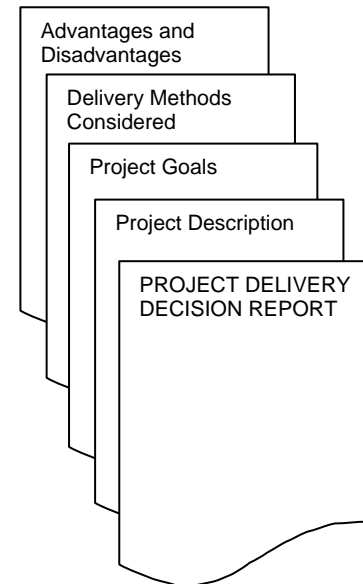 Advantages and
Disadvantages
Delivery Methods
Considered
Project Goals
Project Description
PROJECT DELIVERY
DECISION REPORT